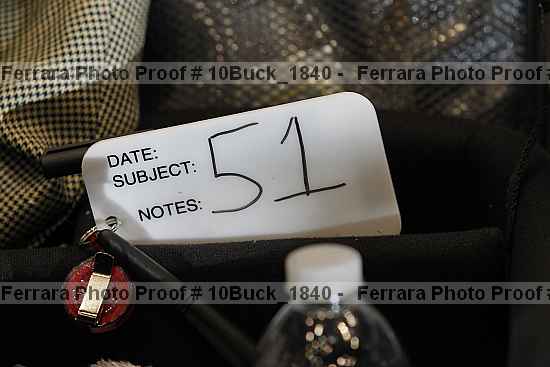 Ferrara Photo Proof # 10Buck_1840 - Ferrara Photo Proof #
DATE:
SUBJECT:
51
NOTES:
Ferrara Photo Proof # 10Buck_1840 - Ferrara Photo Proof #